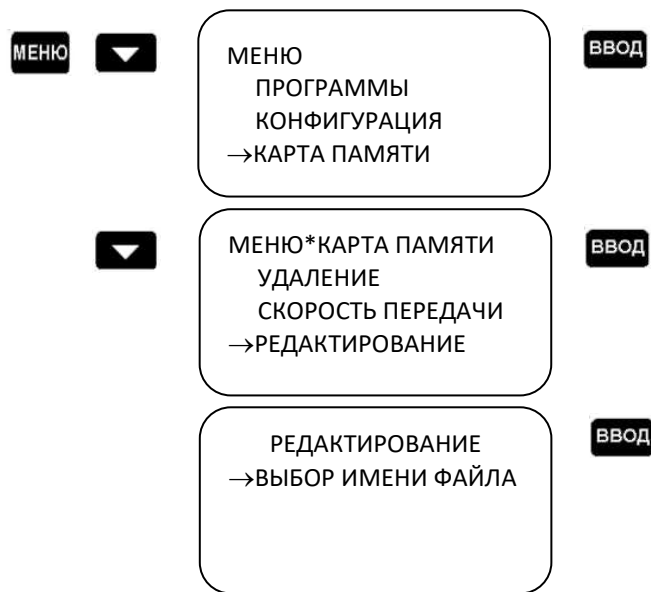 МЕНЮ
МЕНЮ
ПРОГРАММЫ
КОНФИГУРАЦИЯ
→КАРТА ПАМЯТИ
ВВОД
МЕНЮ*КАРТА ПАМЯТИ
УДАЛЕНИЕ
СКОРОСТЬ ПЕРЕДАЧИ
→РЕДАКТИРОВАНИЕ
ВВОД
РЕДАКТИРОВАНИЕ
→ВЫБОР ИМЕНИ ФАЙЛА
ВВОД